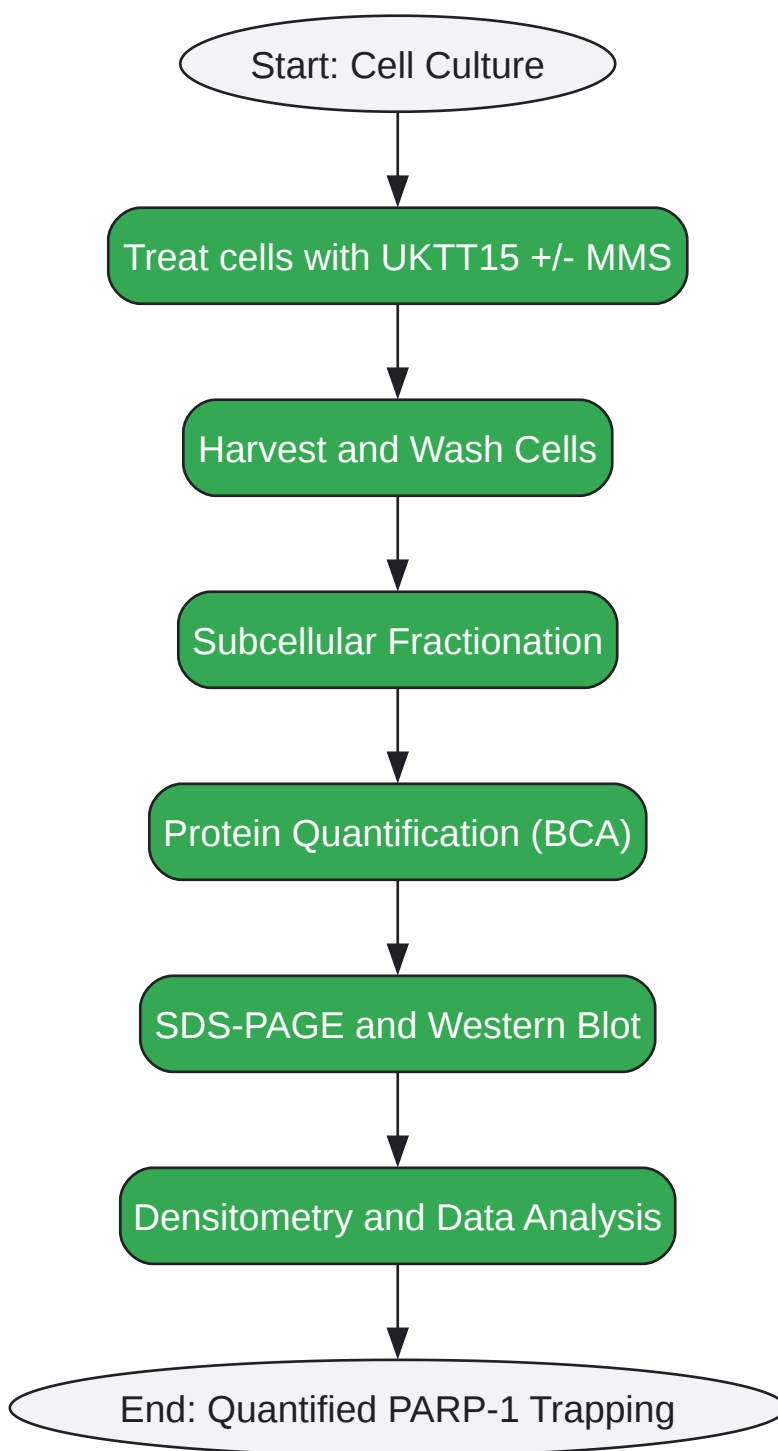 Start: Cell Culture
Treat cells with UKTT15 +/- MMS
Harvest and Wash Cells
Subcellular Fractionation
Protein Quantification (BCA)
SDS-PAGE and Western Blot
Densitometry and Data Analysis
End: Quantified PARP-1 Trapping